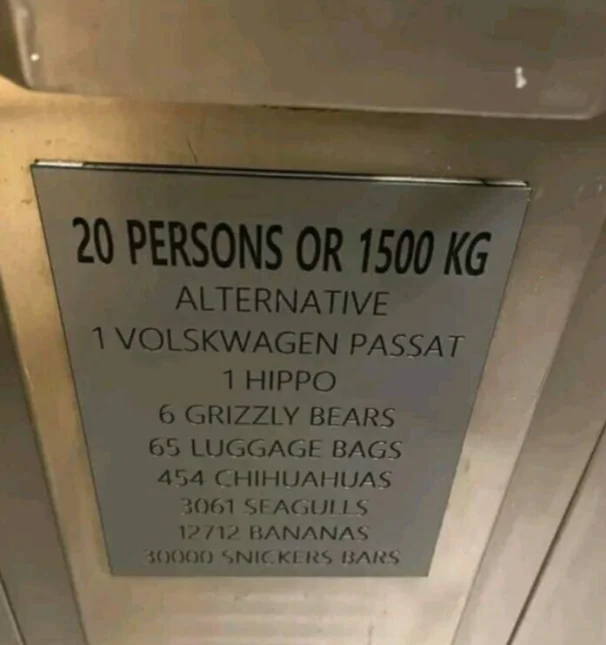 20 PERSONS OR 1500 KG
ALTERNATIVE
1 VOLSKWAGEN PASSAT
1 HIPPO
6 GRIZZLY BEARS
65 LUGGAGE BAGS
454 CHIHUAHUAS
3061 SEAGULLS
12712 BANANAS
30000 SNICKERS BARS